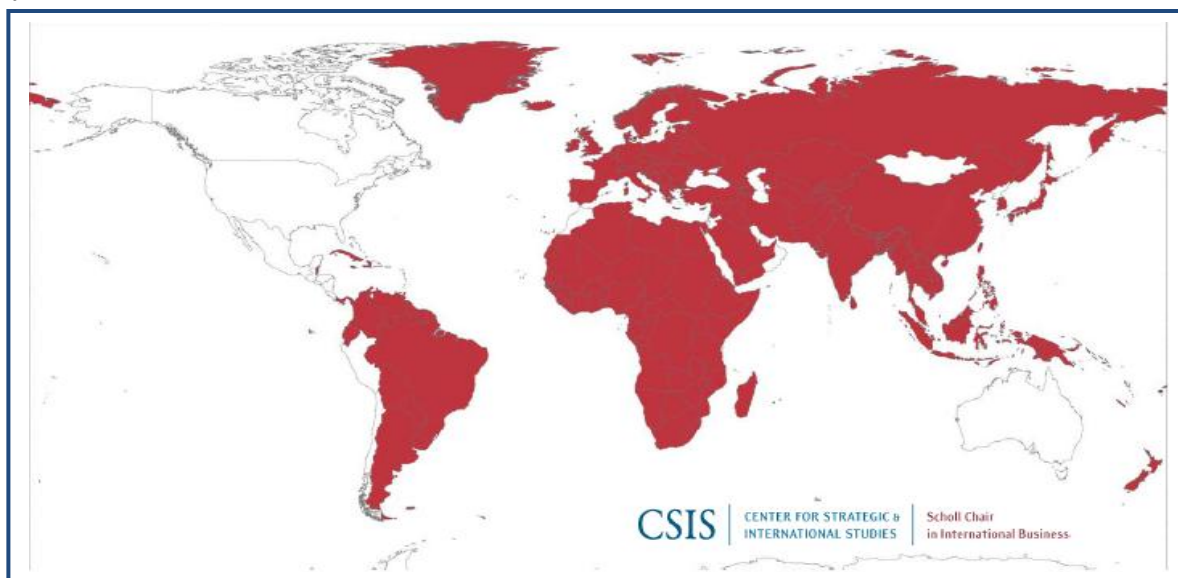 CSIS
CENTER FOR STRATEGIC &
INTERNATIONAL STUDIES
Scholl Chair
in International Business